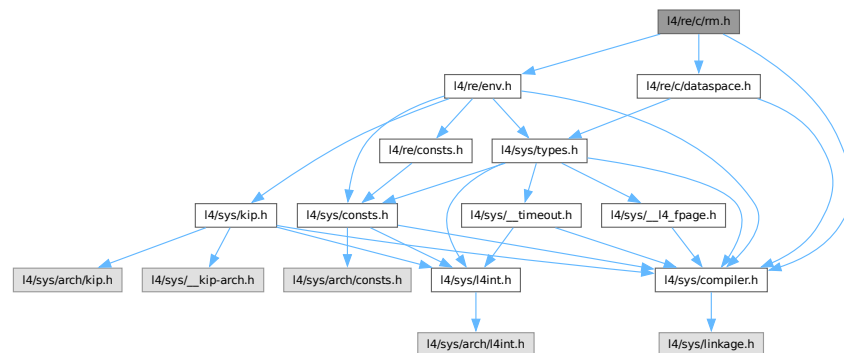 l4/re/c/rm.h
l4/re/env.h
l4/re/c/dataspace.h
l4/re/consts.h
l4/sys/types.h
l4/sys/kip.h
l4/sys/consts.h
l4/sys/__timeout.h
l4/sys/__l4_fpage.h
l4/sys/arch/kip.h
l4/sys/__kip-arch.h
l4/sys/arch/consts.h
l4/sys/l4int.h
l4/sys/compiler.h
l4/sys/arch/l4int.h
l4/sys/linkage.h